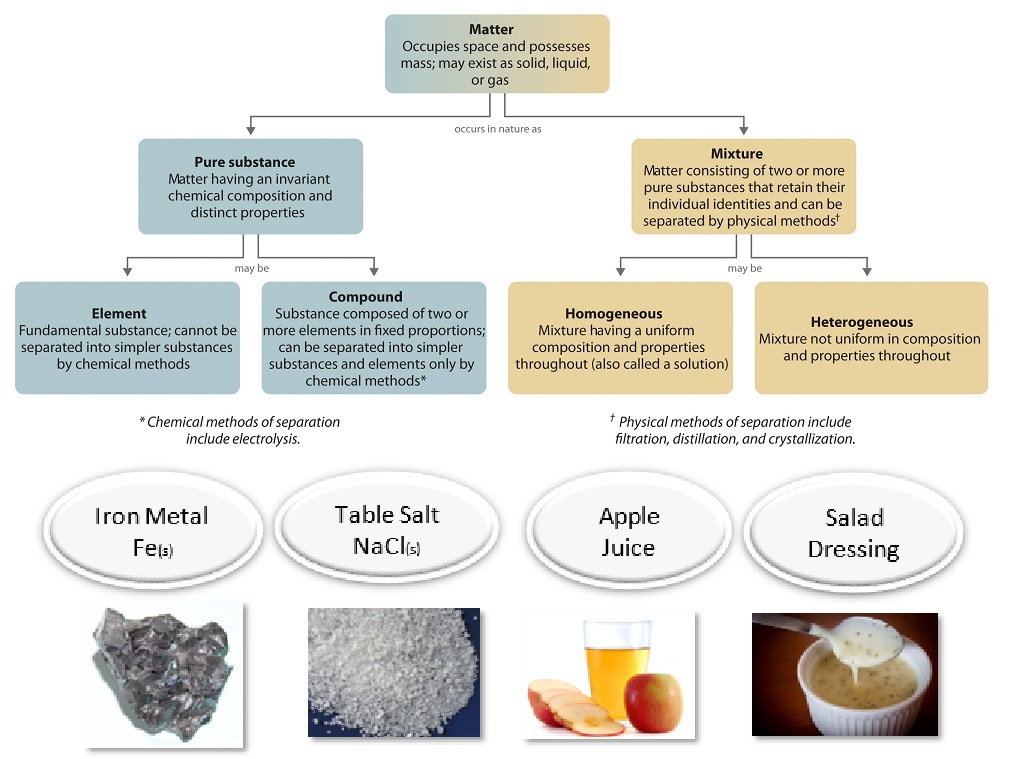 Matter
Occupies space and possesses
mass; may exist as solid, liquid,
or gas
occurs in nature as
Pure substance
Matter having an invariant
chemical composition and
distinct properties
Mixture
Matter consisting of two or more
pure substances that retain their
individual identities and can be
separated by physical methods†
may be
may be
Element
Fundamental substance; cannot be
separated into simpler substances
by chemical methods
Compound
Substance composed of two or
more elements in fixed proportions;
can be separated into simpler
substances and elements only by
chemical methods*
Homogeneous
Mixture having a uniform
composition and properties
throughout (also called a solution)
Heterogeneous
Mixture not uniform in composition
and properties throughout
* Chemical methods of separation
include electrolysis.
† Physical methods of separation include
filtration, distillation, and crystallization.
Iron Metal
Fe(s)
Table Salt
NaCl(s)
Apple
Juice
Salad
Dressing